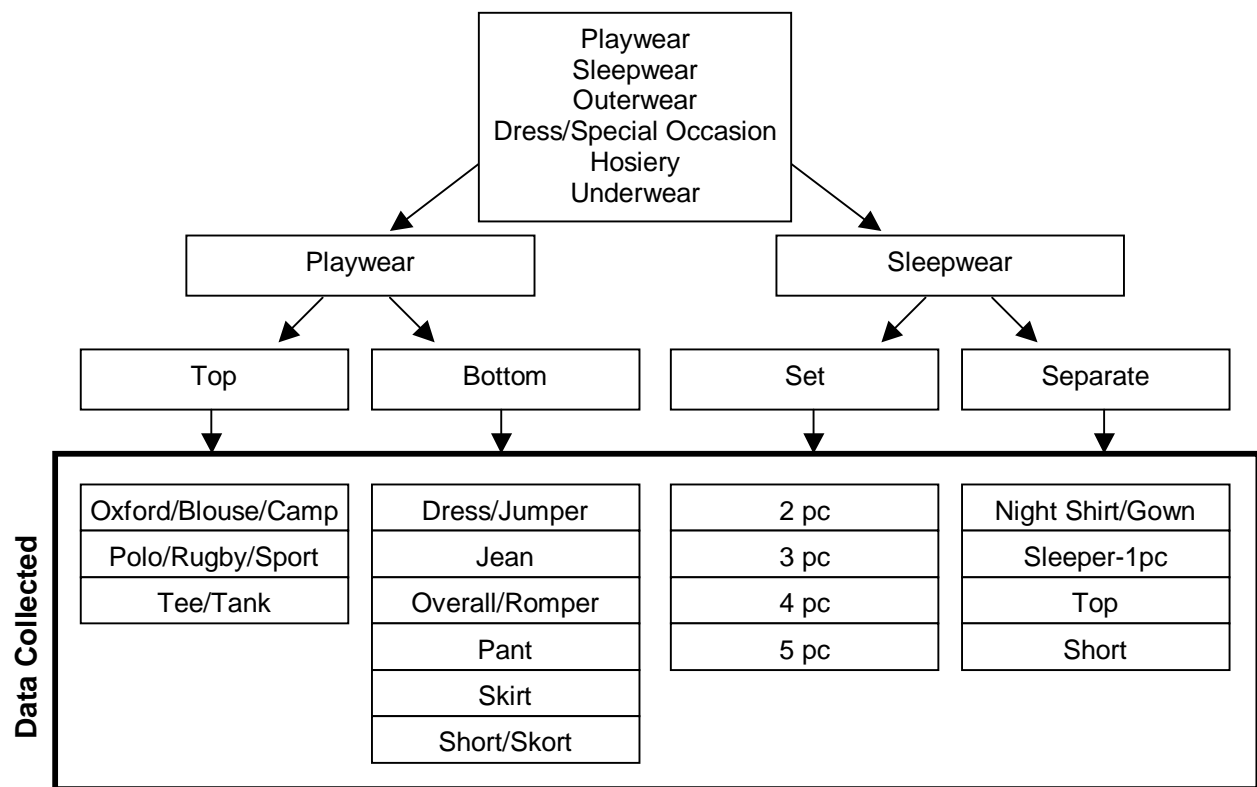 Playwear
Sleepwear
Outerwear
Dress/Special Occasion
Hosiery
Underwear
Playwear
Sleepwear
Top
Bottom
Set
Separate
Data Collected
Oxford/Blouse/Camp
Polo/Rugby/Sport
Tee/Tank
Dress/Jumper
Jean
Overall/Romper
Pant
Skirt
Short/Skort
2 pc
3 pc
4 pc
5 pc
Night Shirt/Gown
Sleeper-1pc
Top
Short